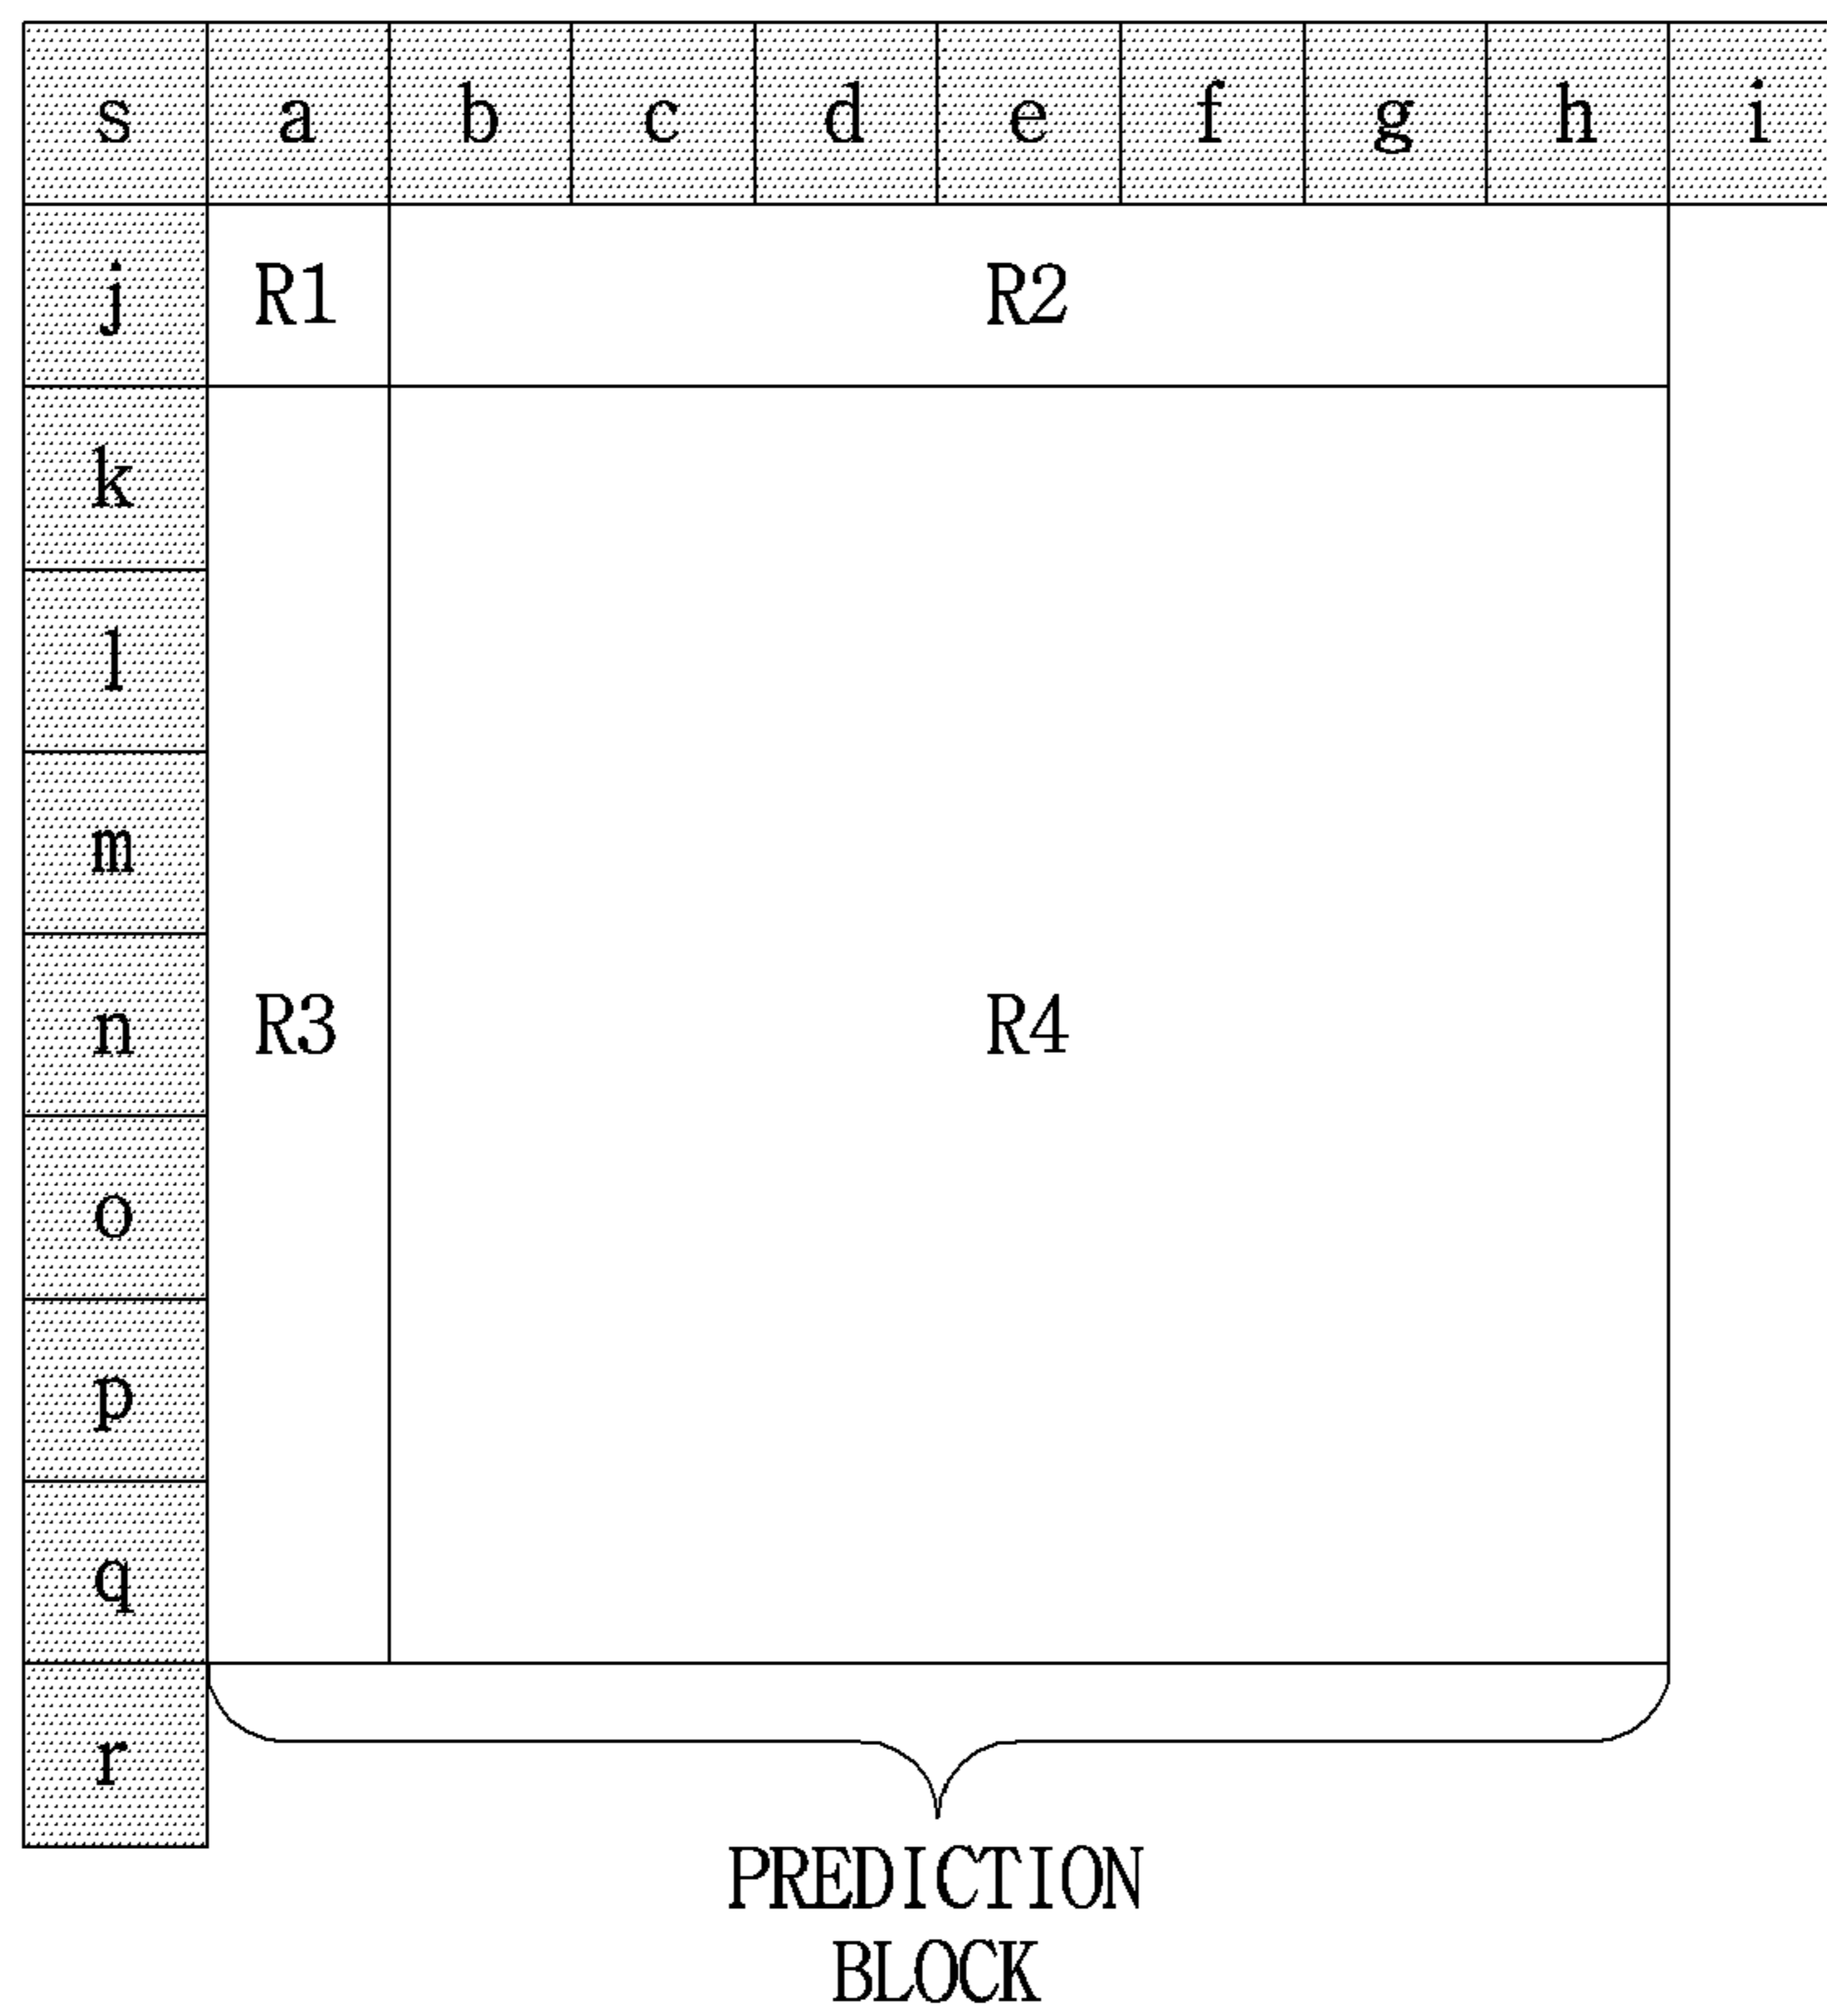 s a b c d e f g h i
j R1 R2
k
l
m
n R3 R4
o
p
q
r
PREDICTION
BLOCK